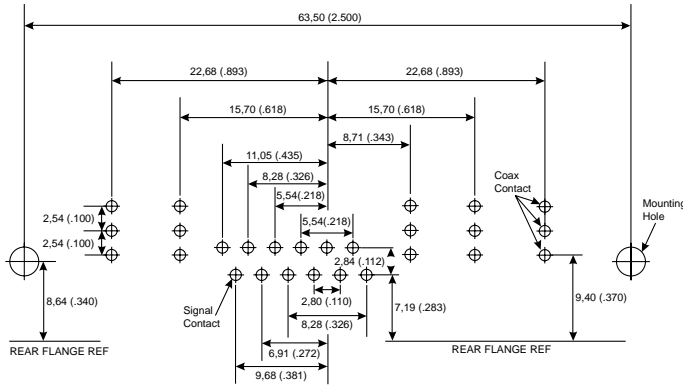 63,50 (2.500)
22,68 (.893)
22,68 (.893)
15,70 (.618)
15,70 (.618)
8,71 (.343)
11,05 (.435)
8,28 (.326)
Coax
Contact
5,54(.218)
Mounting
Hole
2,54 (.100)
5,54(.218)
2,54 (.100)
2,84 (.112)
8,64 (.340)
Signal
Contact
2,80 (.110)
7,19 (.283)
9,40 (.370)
8,28 (.326)
REAR FLANGE REF
6,91 (.272)
REAR FLANGE REF
9,68 (.381)